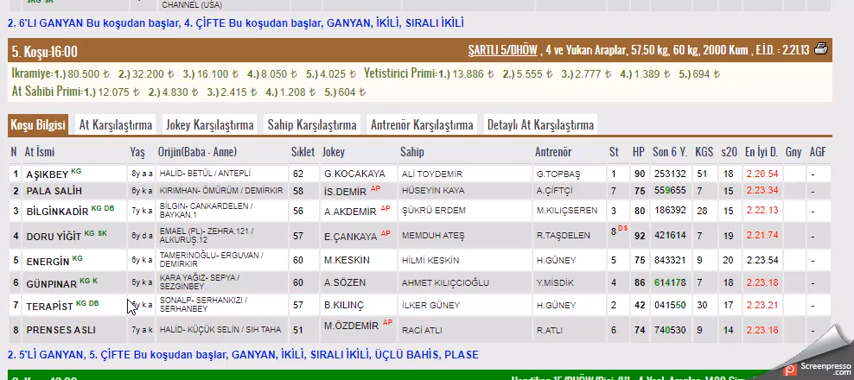 CHANNEL (USA)
2. 6'LI GANYAN Bu koşudan başlar, 4. ÇİFTE Bu koşudan başlar, GANYAN, İKİLİ, SIRALI İKİLİ
5. Koşu:16:00 ŞARTLI 5/DHÖW , 4 ve Yukarı Araplar, 57.50 kg, 60 kg, 2000 Kum , E.İ.D. : 2.21.13
İkramiye: 1.) 80.500 ₺ 2.) 32.200 ₺ 3.) 16.100 ₺ 4.) 8.050 ₺ 5.) 4.025 ₺ Yetiştirici Primi: 1.) 13.886 ₺ 2.) 5.555 ₺ 3.) 2.777 ₺ 4.) 1.389 ₺ 5.) 694 ₺
At Sahibi Primi: 1.) 12.075 ₺ 2.) 4.830 ₺ 3.) 2.415 ₺ 4.) 1.208 ₺ 5.) 604 ₺
Koşu Bilgisi At Karşılaştırma Jokey Karşılaştırma Sahip Karşılaştırma Antrenör Karşılaştırma Detaylı At Karşılaştırma
N At İsmi Yaş Orijin(Baba - Anne) Sıklet Jokey Sahip Antrenör St HP Son 6 Y. KGS s20 En İyi D. Gny AGF
1 AŞIKBEY KG 8y a a HALİD- BETÜL / ANTEPLİ 62 G.KOCAKAYA ALİ TOYDEMİR G.TOPBAŞ 1 90 253132 51 18 2.20.54
2 PALA SALİH 8y k a KIRIMHAN- ÖMÜRÜM / DEMİRKIR 58 İS.DEMİR AP HÜSEYİN KAYA A.ÇİFTÇİ 7 75 559655 7 15 2.23.34
3 BİLGİNKADİR KG DB 7y k a BİLGİN- CANKARDELEN / BAYKAN.1 56 A.AKDEMİR AP ŞÜKRÜ ERDEM M.KILIÇSEREN 3 80 186392 28 15 2.22.13
4 DORU YİĞİT KG SK 6y d a EMAEL (PL)- ZEHRA.121 / ALKURUŞ.12 57 E.ÇANKAYA AP MEMDUH ATEŞ R.TAŞDELEN 8 DS 92 421614 7 19 2.21.74
5 ENERGİN KG 8y k a TAMERİNOĞLU- ERGUVAN / DEMİRKIR 60 M.KESKİN HİLMİ KESKİN H.GÜNEY 5 75 843321 9 20 2.23.54
6 GÜNPINAR KG K 5y k a KARA YAĞIZ- SEPYA / SEZGİNBEY 60 A.SÖZEN AHMET KILIÇCIOĞLU Y.MISDİK 4 86 614178 7 18 2.23.18
7 TERAPİST KG DB y k a SONALP- SERHANKIZI / SERHANBEY 57 B.KILINÇ İLKER GÜNEY H.GÜNEY 2 42 041550 30 17 2.23.21
8 PRENSES ASLI 7y a k HALİD- KÜÇÜK SELİN / SIH TAHA 51 M.ÖZDEMİR AP RACİ ATLI R.ATLI 6 74 740530 9 14 2.23.16
2. 5'Lİ GANYAN, 5. ÇİFTE Bu koşudan başlar, GANYAN, İKİLİ, SIRALI İKİLİ, ÜÇLÜ BAHİS, PLASE
Screenpresso
.com